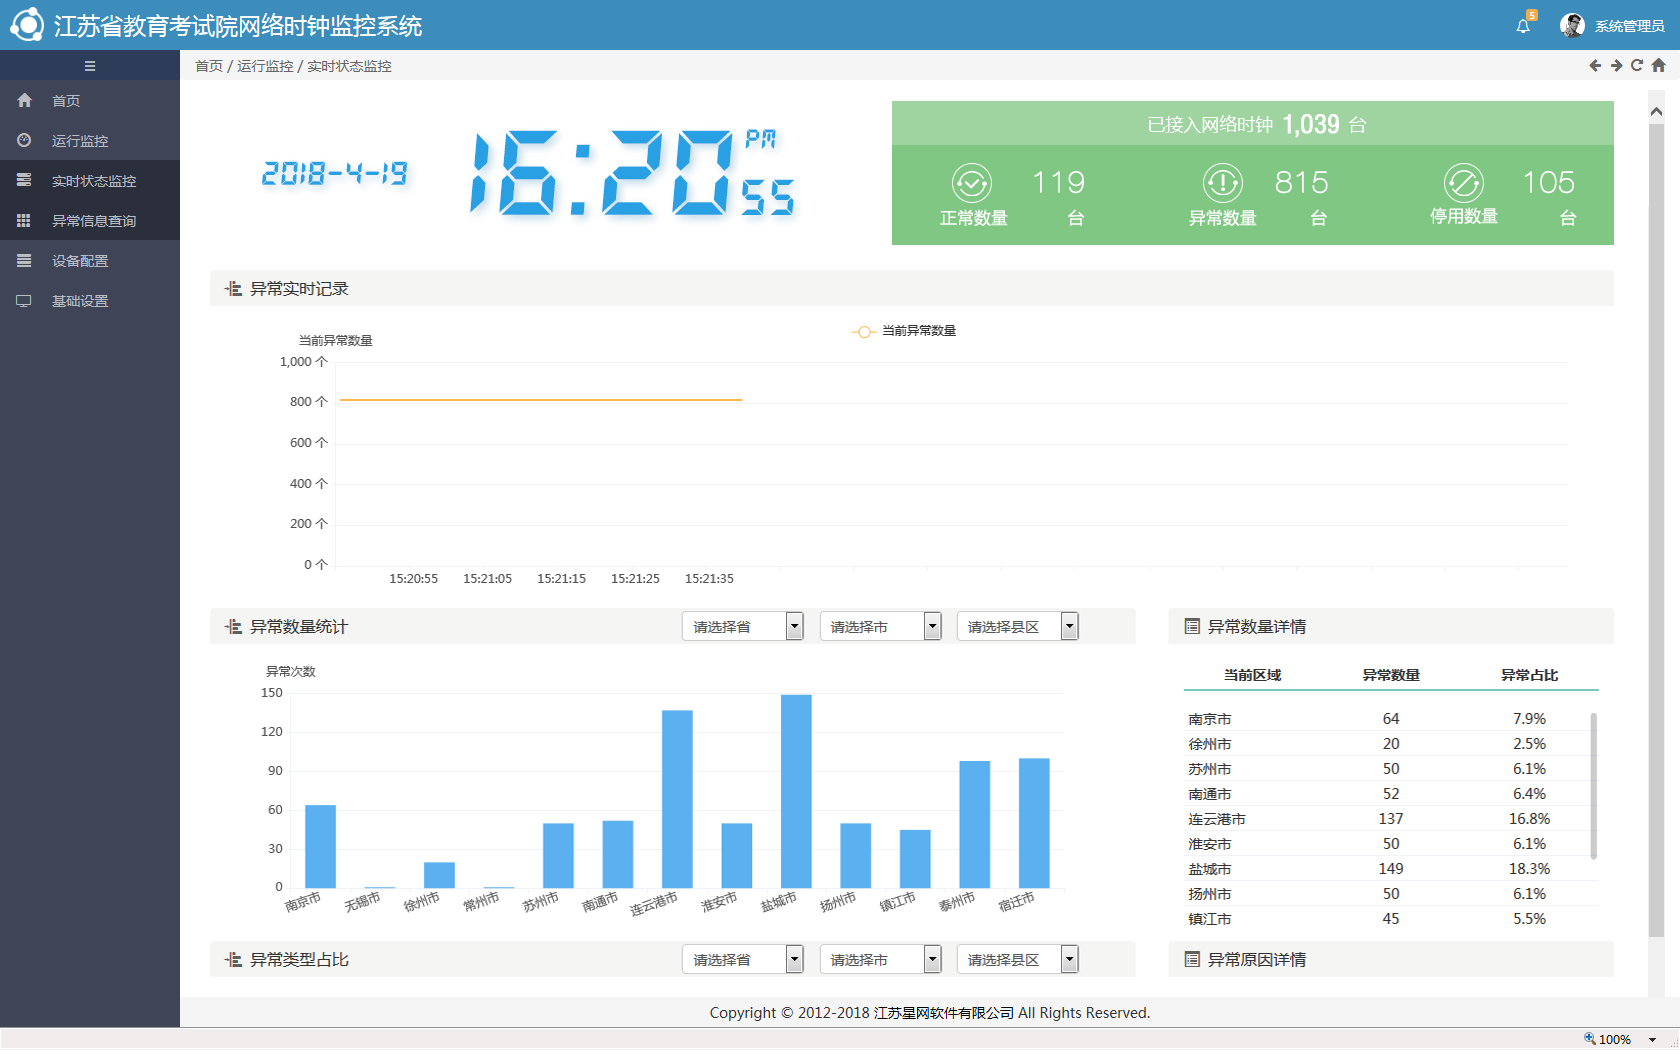 江苏省教育考试院网络时钟监控系统
5
系统管理员
首页 / 运行监控 / 实时状态监控
首页
运行监控
实时状态监控
异常信息查询
设备配置
基础设置
2018-4-19
16:20
PM
55
已接入网络时钟 1,039 台
正常数量 119 台
异常数量 815 台
停用数量 105 台
异常实时记录
当前异常数量
当前异常数量
1,000 个
800 个
600 个
400 个
200 个
0 个
15:20:55 15:21:05 15:21:15 15:21:25 15:21:35
异常数量统计 请选择省 请选择市 请选择县区
异常次数
150
120
90
60
30
0
南京市 无锡市 徐州市 常州市 苏州市 南通市 连云港市 淮安市 盐城市 扬州市 镇江市 泰州市 宿迁市
异常数量详情
当前区域 异常数量 异常占比
南京市 64 7.9%
徐州市 20 2.5%
苏州市 50 6.1%
南通市 52 6.4%
连云港市 137 16.8%
淮安市 50 6.1%
盐城市 149 18.3%
扬州市 50 6.1%
镇江市 45 5.5%
异常类型占比 请选择省 请选择市 请选择县区
异常原因详情
Copyright © 2012-2018 江苏星网软件有限公司 All Rights Reserved.
100%